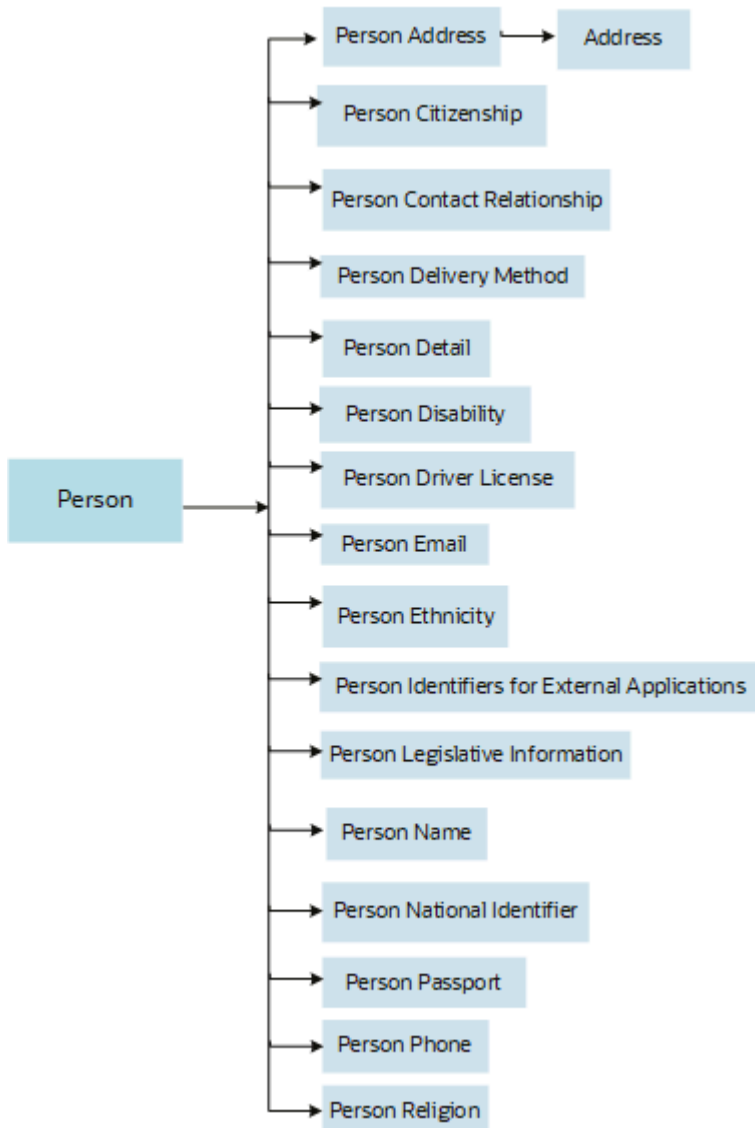 Person Address
Address
Person Citizenship
Person Contact Relationship
Person Delivery Method
Person Detail
Person Disability
Person Driver License
Person
Person Email
Person Ethnicity
Person Identifiers for External Applications
Person Legislative Information
Person Name
Person National Identifier
Person Passport
Person Phone
Person Religion